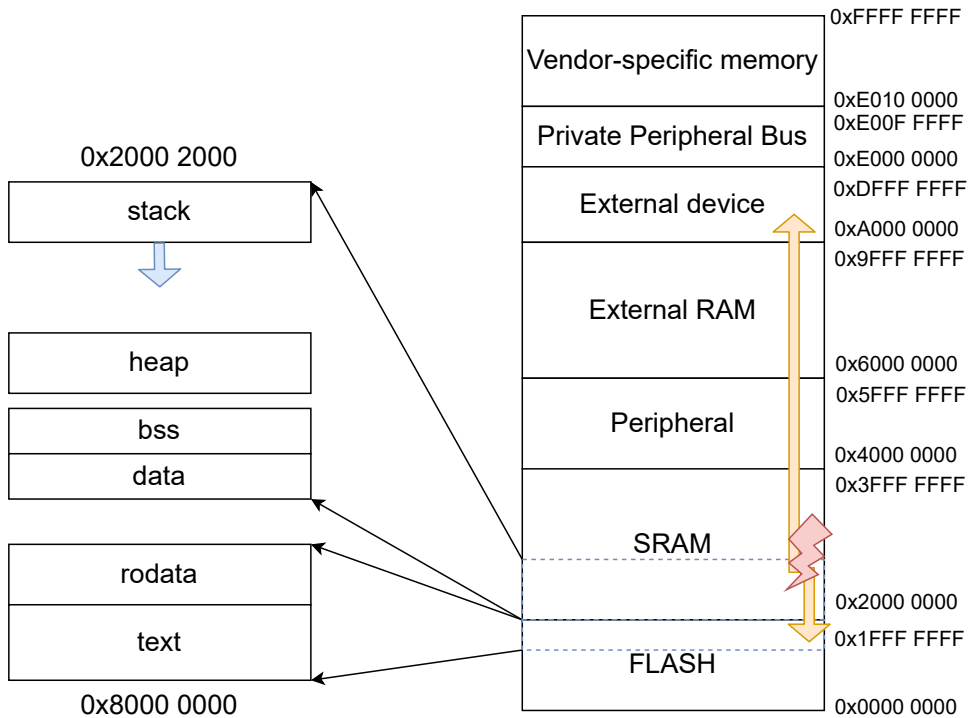 0x2000 2000
stack
heap
bss
data
rodata
text
0x8000 0000
0xFFFF FFFF
Vendor-specific memory
0xE010 0000
0xE00F FFFF
Private Peripheral Bus
0xE000 0000
0xDFFF FFFF
External device
0xA000 0000
0x9FFF FFFF
External RAM
0x6000 0000
0x5FFF FFFF
Peripheral
0x4000 0000
0x3FFF FFFF
SRAM
0x2000 0000
0x1FFF FFFF
FLASH
0x0000 0000